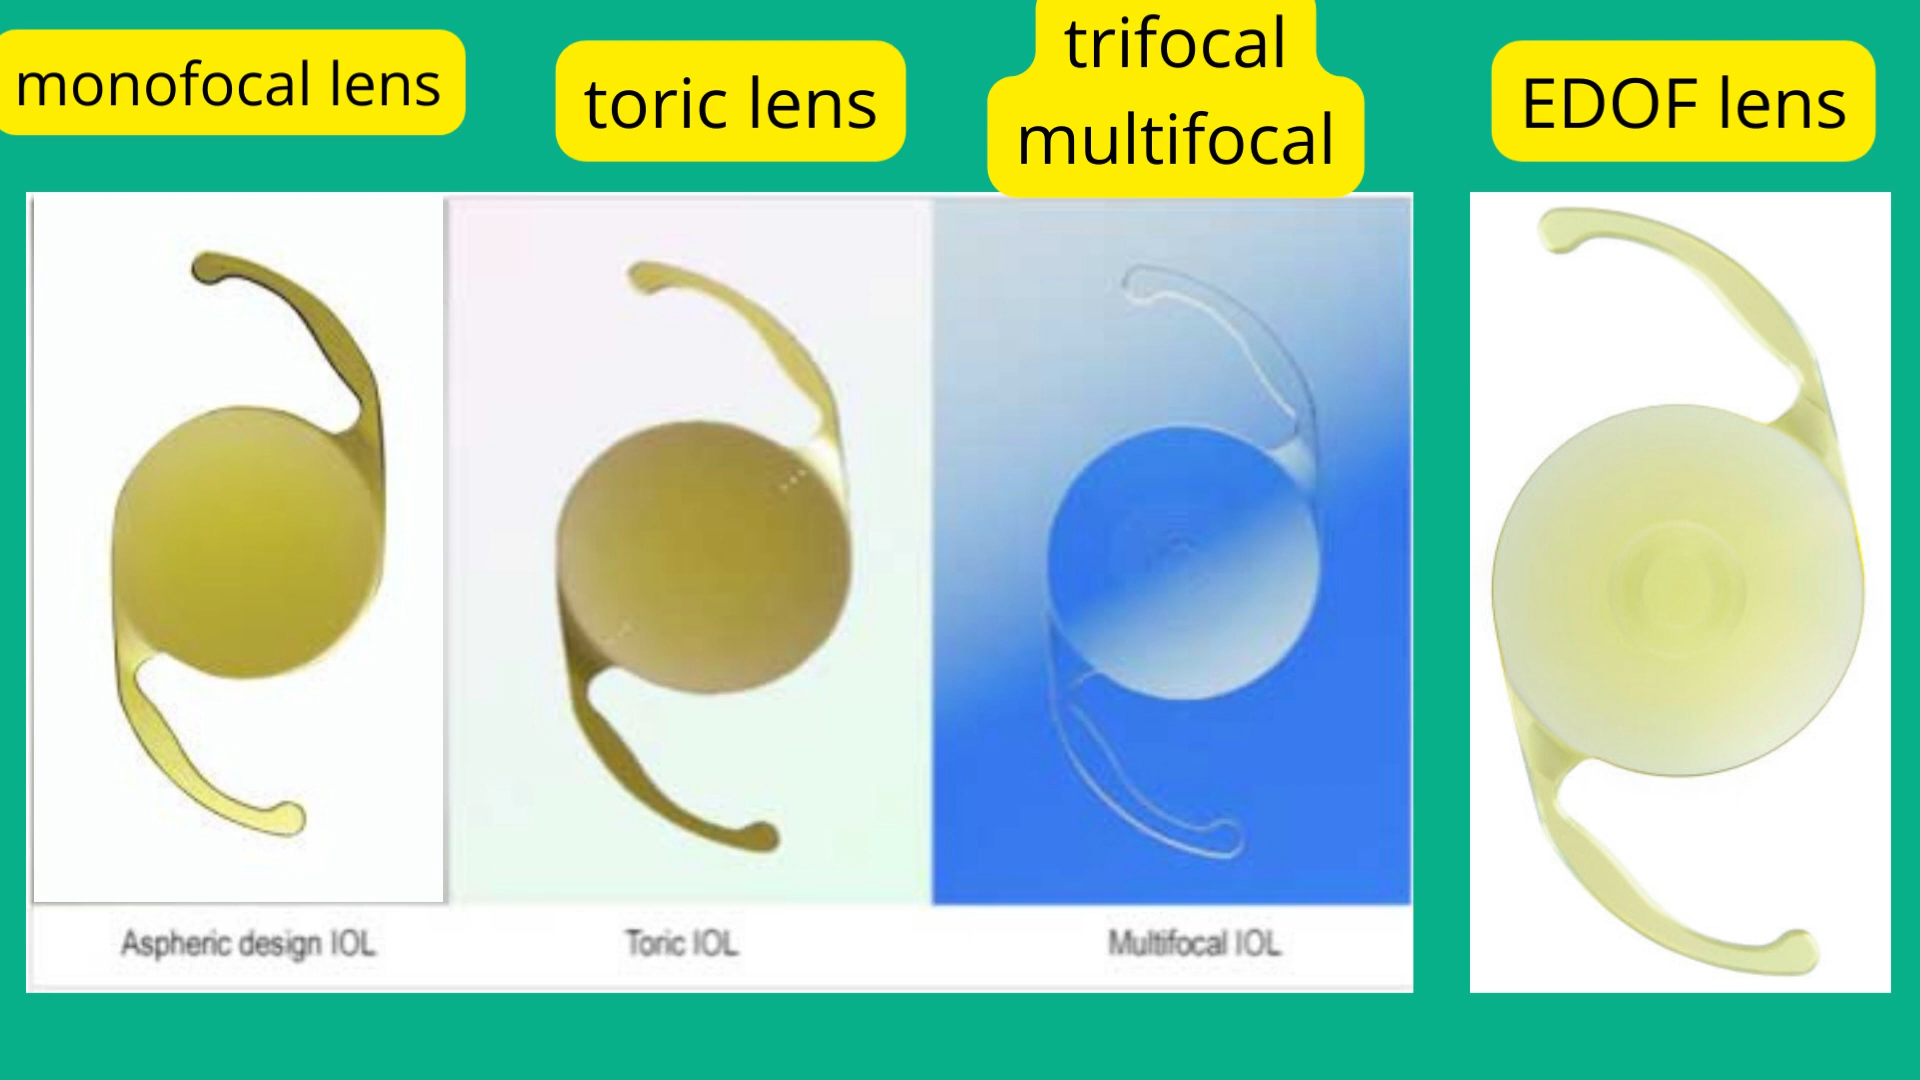 monofocal lens
toric lens
trifocal
multifocal
EDOF lens
Aspheric design IOL
Toric IOL
Multifocal IOL